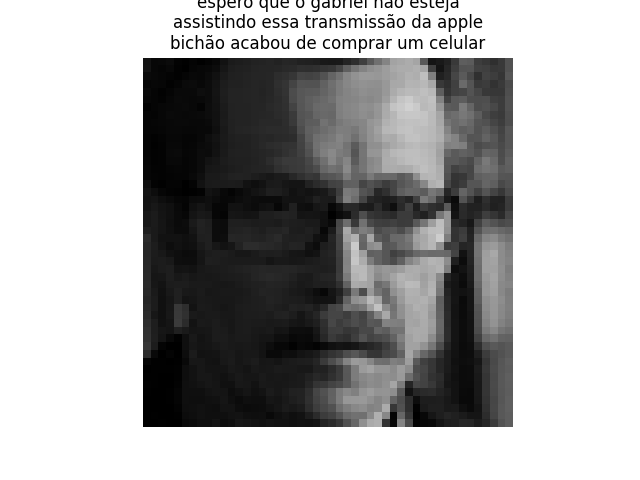 espero que o gabriel não esteja
assistindo essa transmissão da apple
bichão acabou de comprar um celular